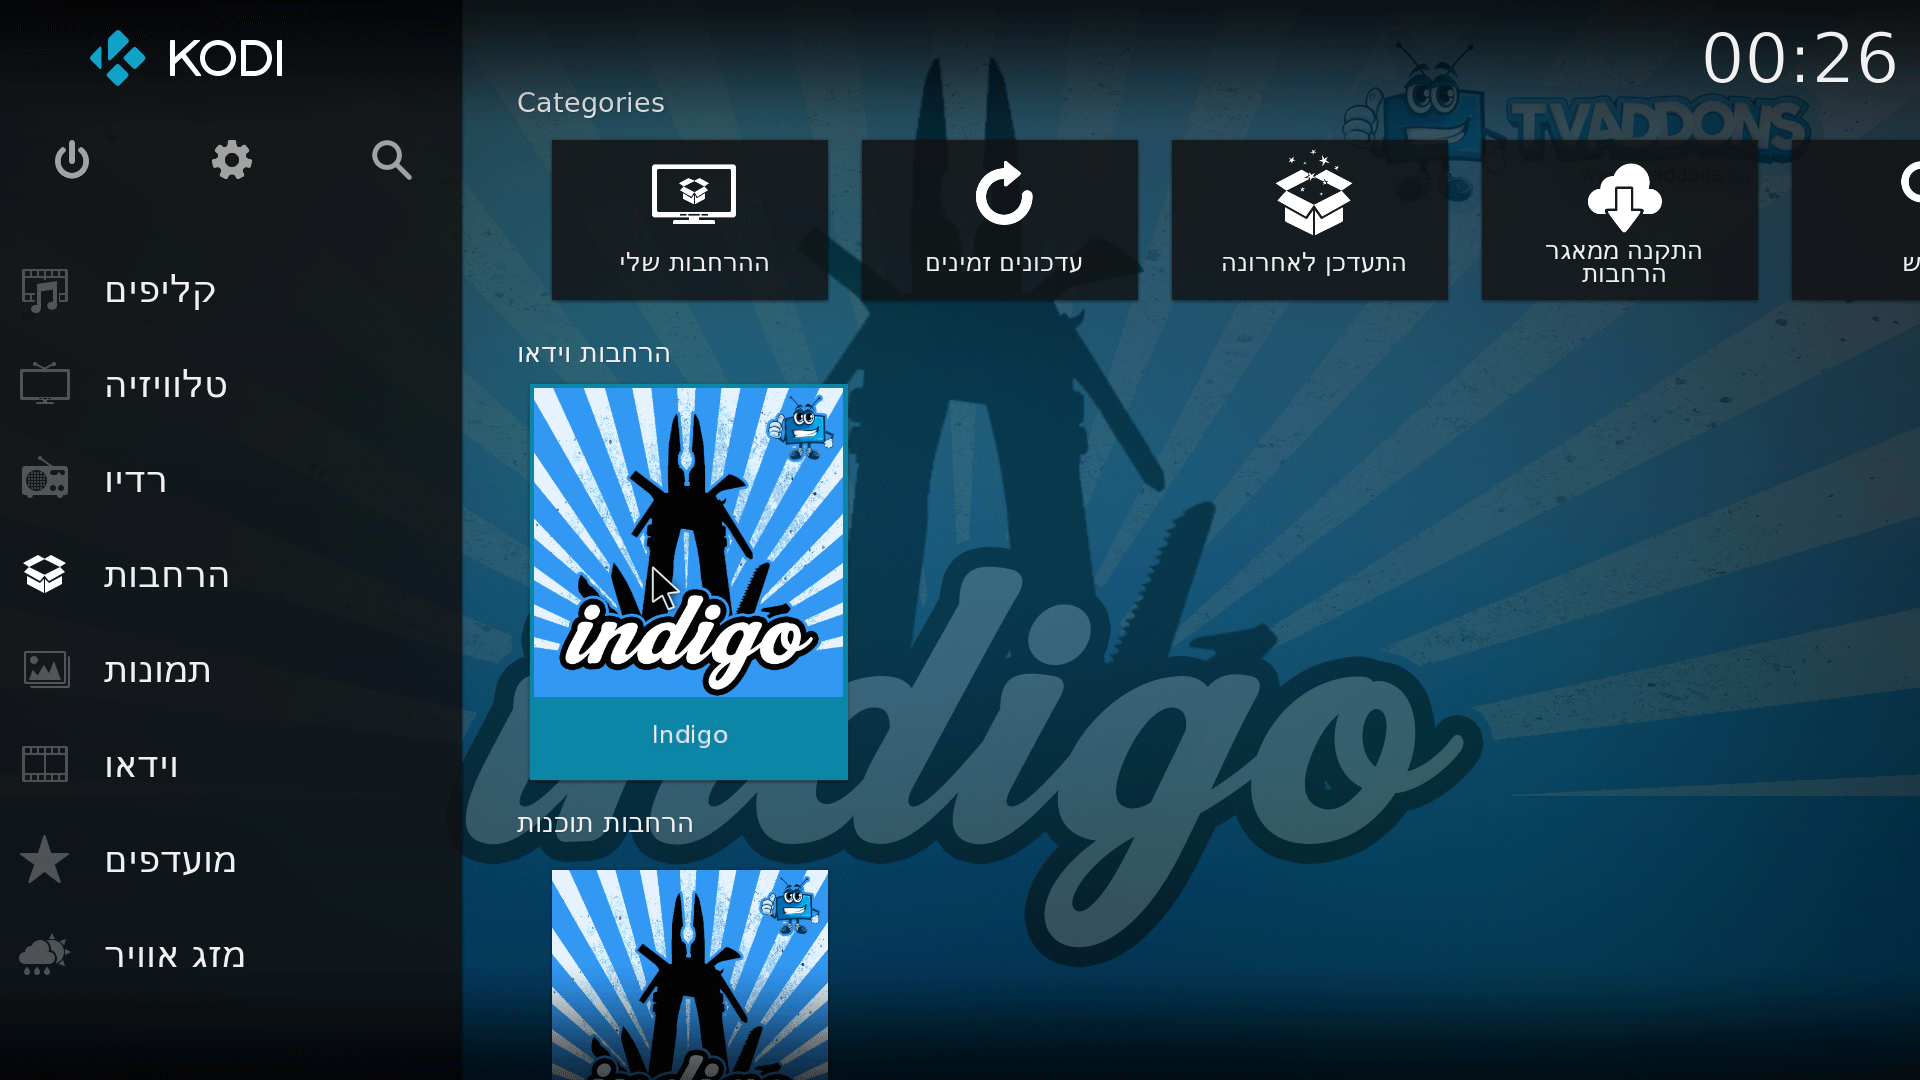 KODI
00:26
קליפים
טלוויזיה
רדיו
הרחבות
תמונות
וידאו
מועדפים
מזג אוויר
Categories
TVADDONS
ההרחבות שלי
עדכונים זמינים
התעדכן לאחרונה
התקנה ממאגר
הרחבות
הרחבות וידאו
indigo
Indigo
indigo
הרחבות תוכנות